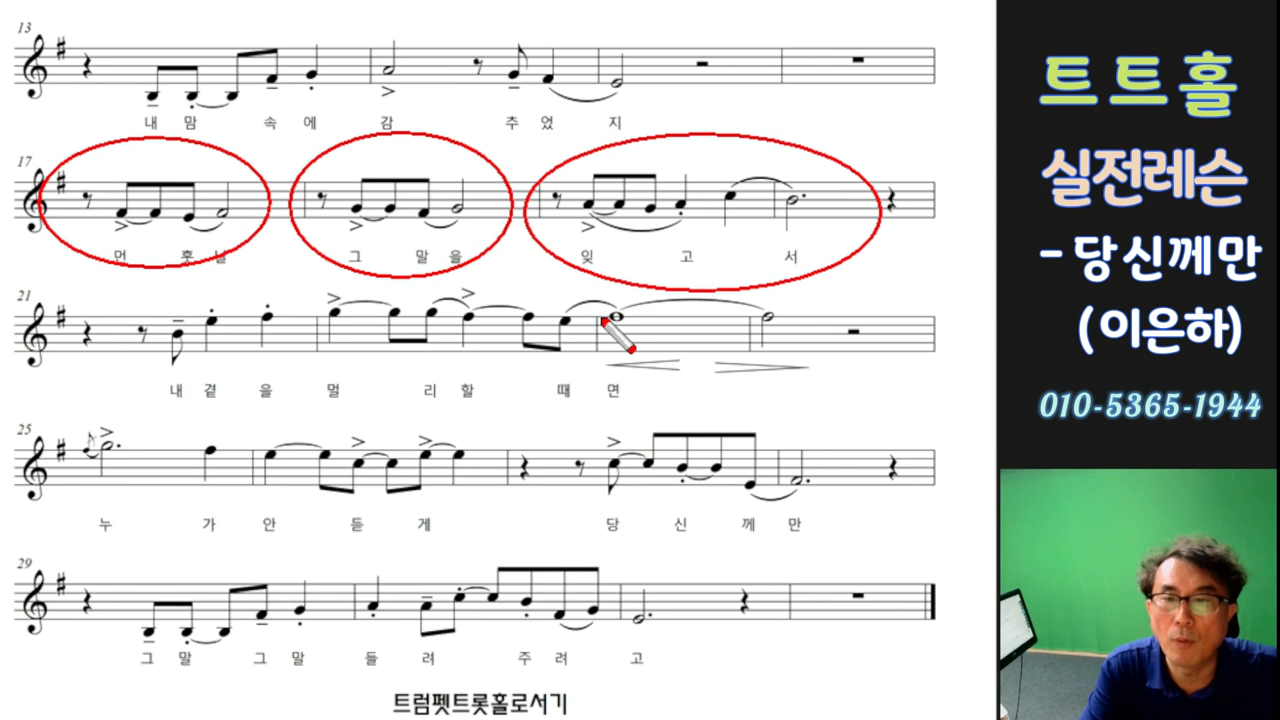 13
내 맘 속 에 감 추 었 지
17
먼 훗 날 그 말 을 잊 고 서
21
내 곁 을 멀 리 할 때 면
25
누 가 안 듣 게 당 신 께 만
29
그 말 그 말 들 려 주 려 고
트럼펫트롯홀로서기
트트홀
실전레슨
- 당신께만
(이은하)
010-5365-1944